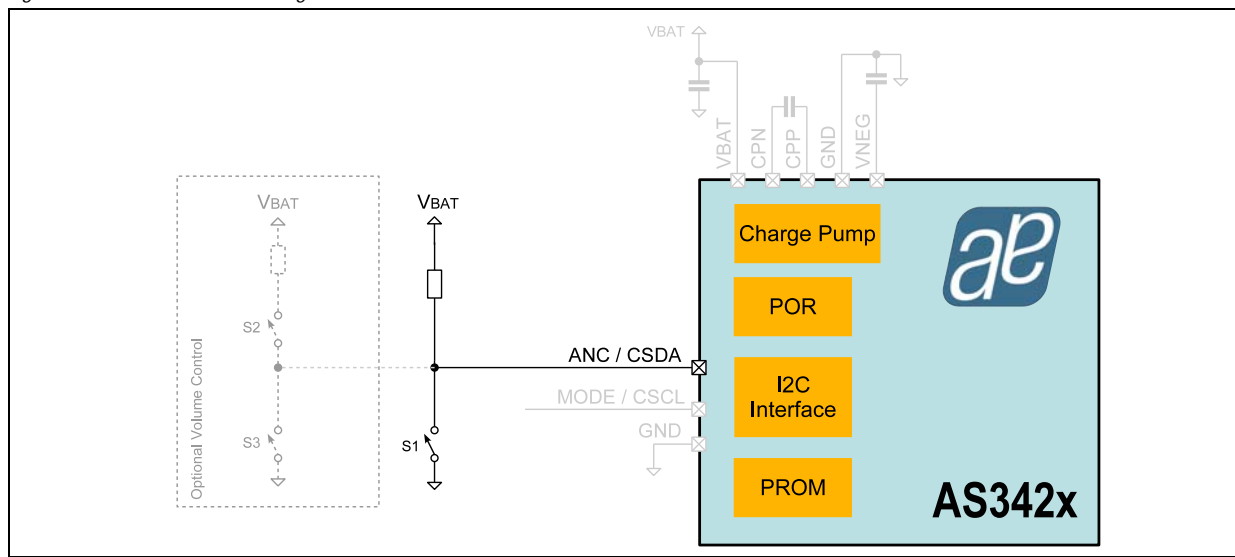 VBAT
VBAT
CPN
CPP
GND
VNEG
VBAT
VBAT
Charge Pump
ae
POR
S2
ANC / CSDA
I2C
Interface
MODE / CSCL
GND
S3
S1
Optional Volume Control
PROM
AS342x